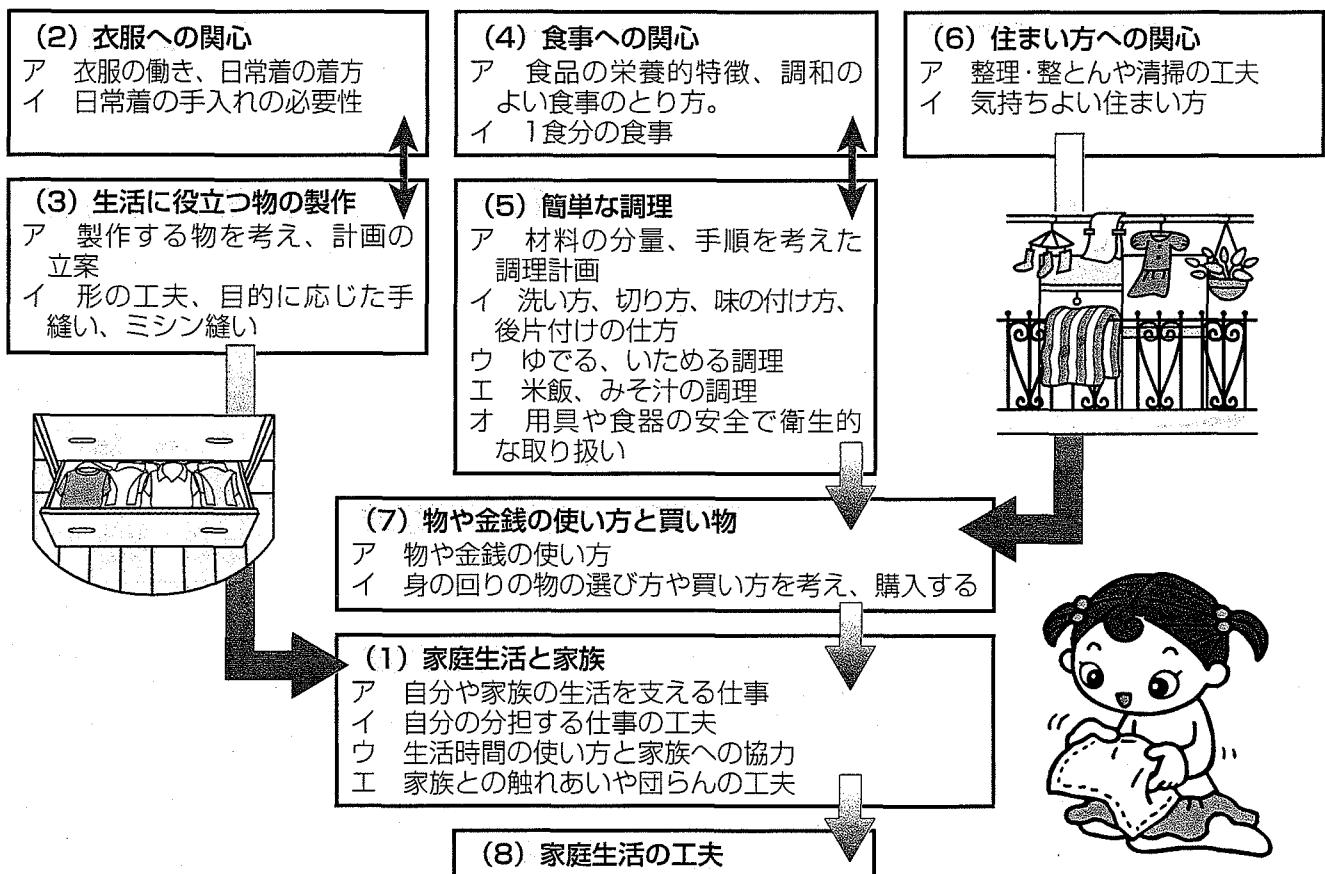 (2) 衣服への関心
ア 衣服の働き、日常着の着方
イ 日常着の手入れの必要性
(4) 食事への関心
ア 食品の栄養的特徴、調和の
よい食事のとり方。
イ 1食分の食事
(6) 住まい方への関心
ア 整理・整とんや清掃の工夫
イ 気持ちよい住まい方
(3) 生活に役立つ物の製作
ア 製作する物を考え、計画の
立案
イ 形の工夫、目的に応じた手
縫い、ミシン縫い
(5) 簡単な調理
ア 材料の分量、手順を考えた
調理計画
イ 洗い方、切り方、味の付け方、
後片付けの仕方
ウ ゆでる、いためる調理
エ 米飯、みそ汁の調理
オ 用具や食器の安全で衛生的
な取り扱い
(7) 物や金銭の使い方と買い物
ア 物や金銭の使い方
イ 身の回りの物の選び方や買い方を考え、購入する
(1) 家庭生活と家族
ア 自分や家族の生活を支える仕事
イ 自分の分担する仕事の工夫
ウ 生活時間の使い方と家族への協力
エ 家族との触れあいや団らんの工夫
(8) 家庭生活の工夫